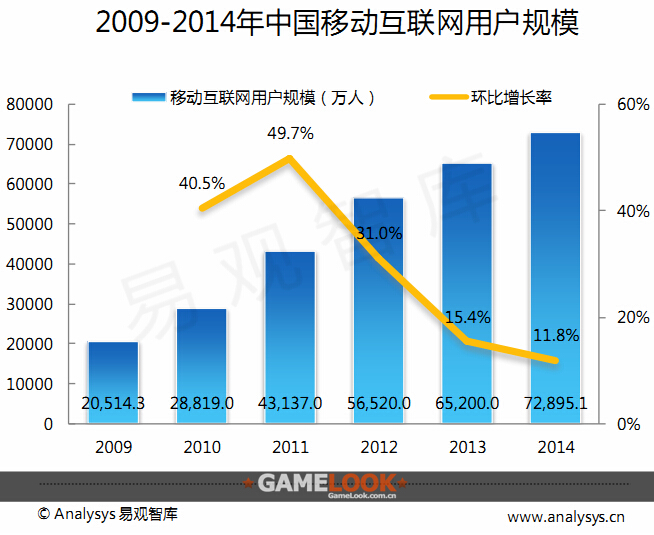 2009-2014年中国移动互联网用户规模
移动互联网用户规模（万人） 环比增长率
80000 60%
70000
60000
50000
40000 40%
30000
20000 20%
10000
0 0%
40.5% 49.7% 31.0% 15.4% 11.8%
20,514.3 28,819.0 43,137.0 56,520.0 65,200.0 72,895.1
2009 2010 2011 2012 2013 2014
易观智库
GAMELOOK
GameLook.com.cn
© Analysys 易观智库 www.analysys.cn